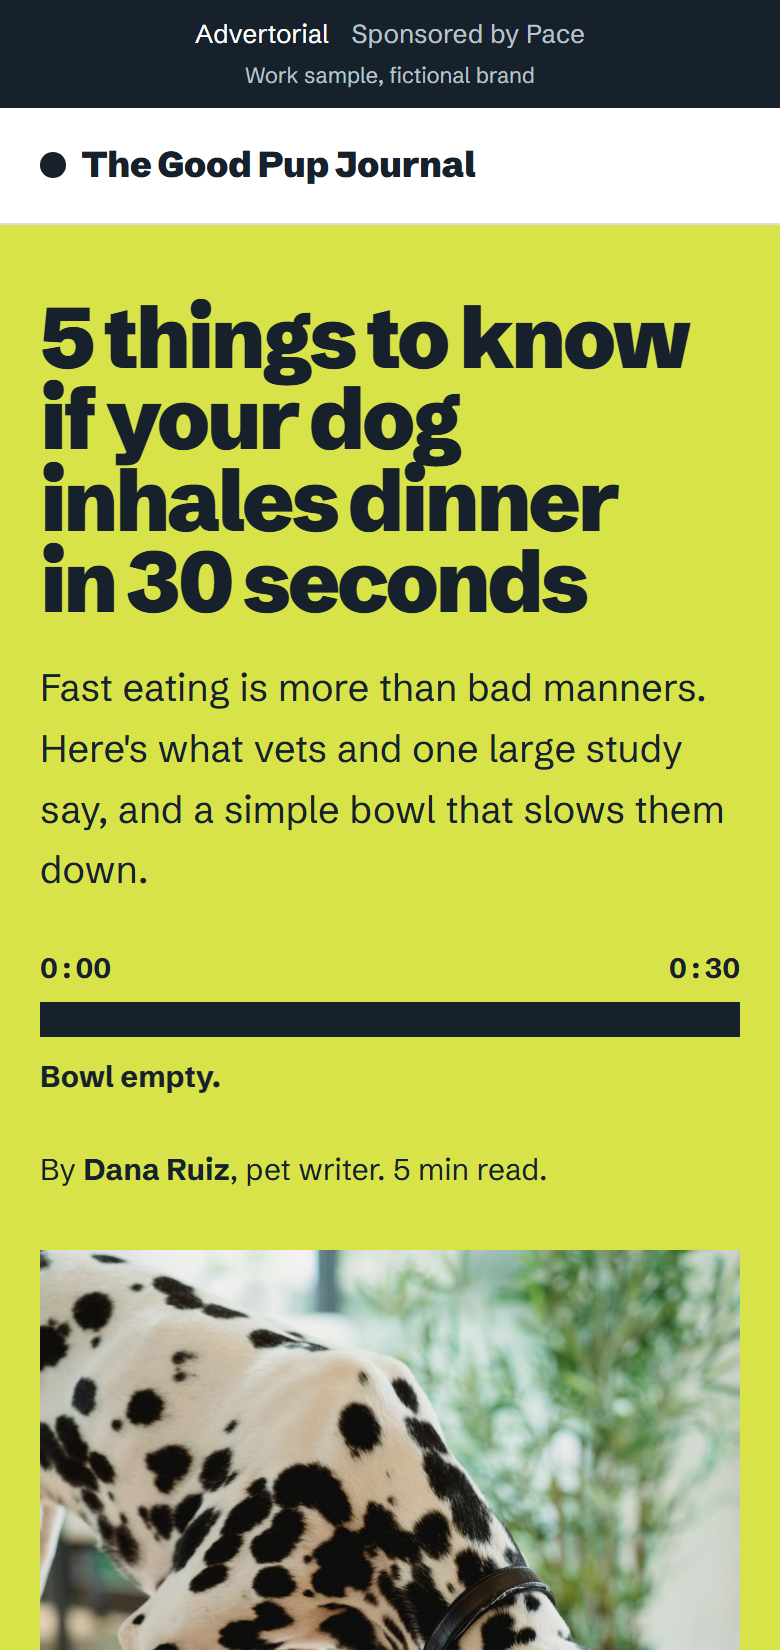 Advertorial Sponsored by Pace
Work sample, fictional brand
The Good Pup Journal
5 things to know
if your dog
inhales dinner
in 30 seconds
Fast eating is more than bad manners.
Here's what vets and one large study
say, and a simple bowl that slows them
down.
0:00 0:30
Bowl empty.
By Dana Ruiz, pet writer. 5 min read.